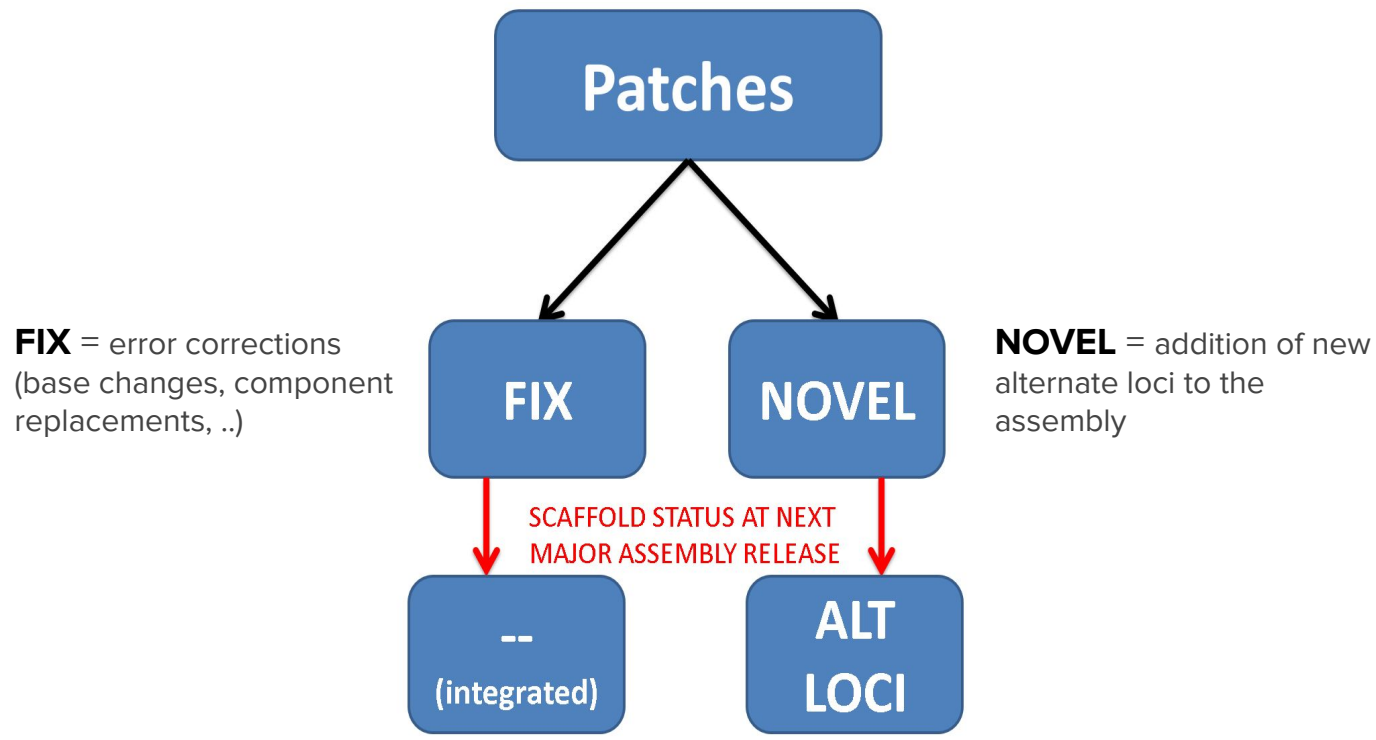 Patches
FIX = error corrections
(base changes, component
replacements, ..)
FIX
NOVEL
NOVEL = addition of new
alternate loci to the
assembly
SCAFFOLD STATUS AT NEXT
MAJOR ASSEMBLY RELEASE
--
(integrated)
ALT
LOCI